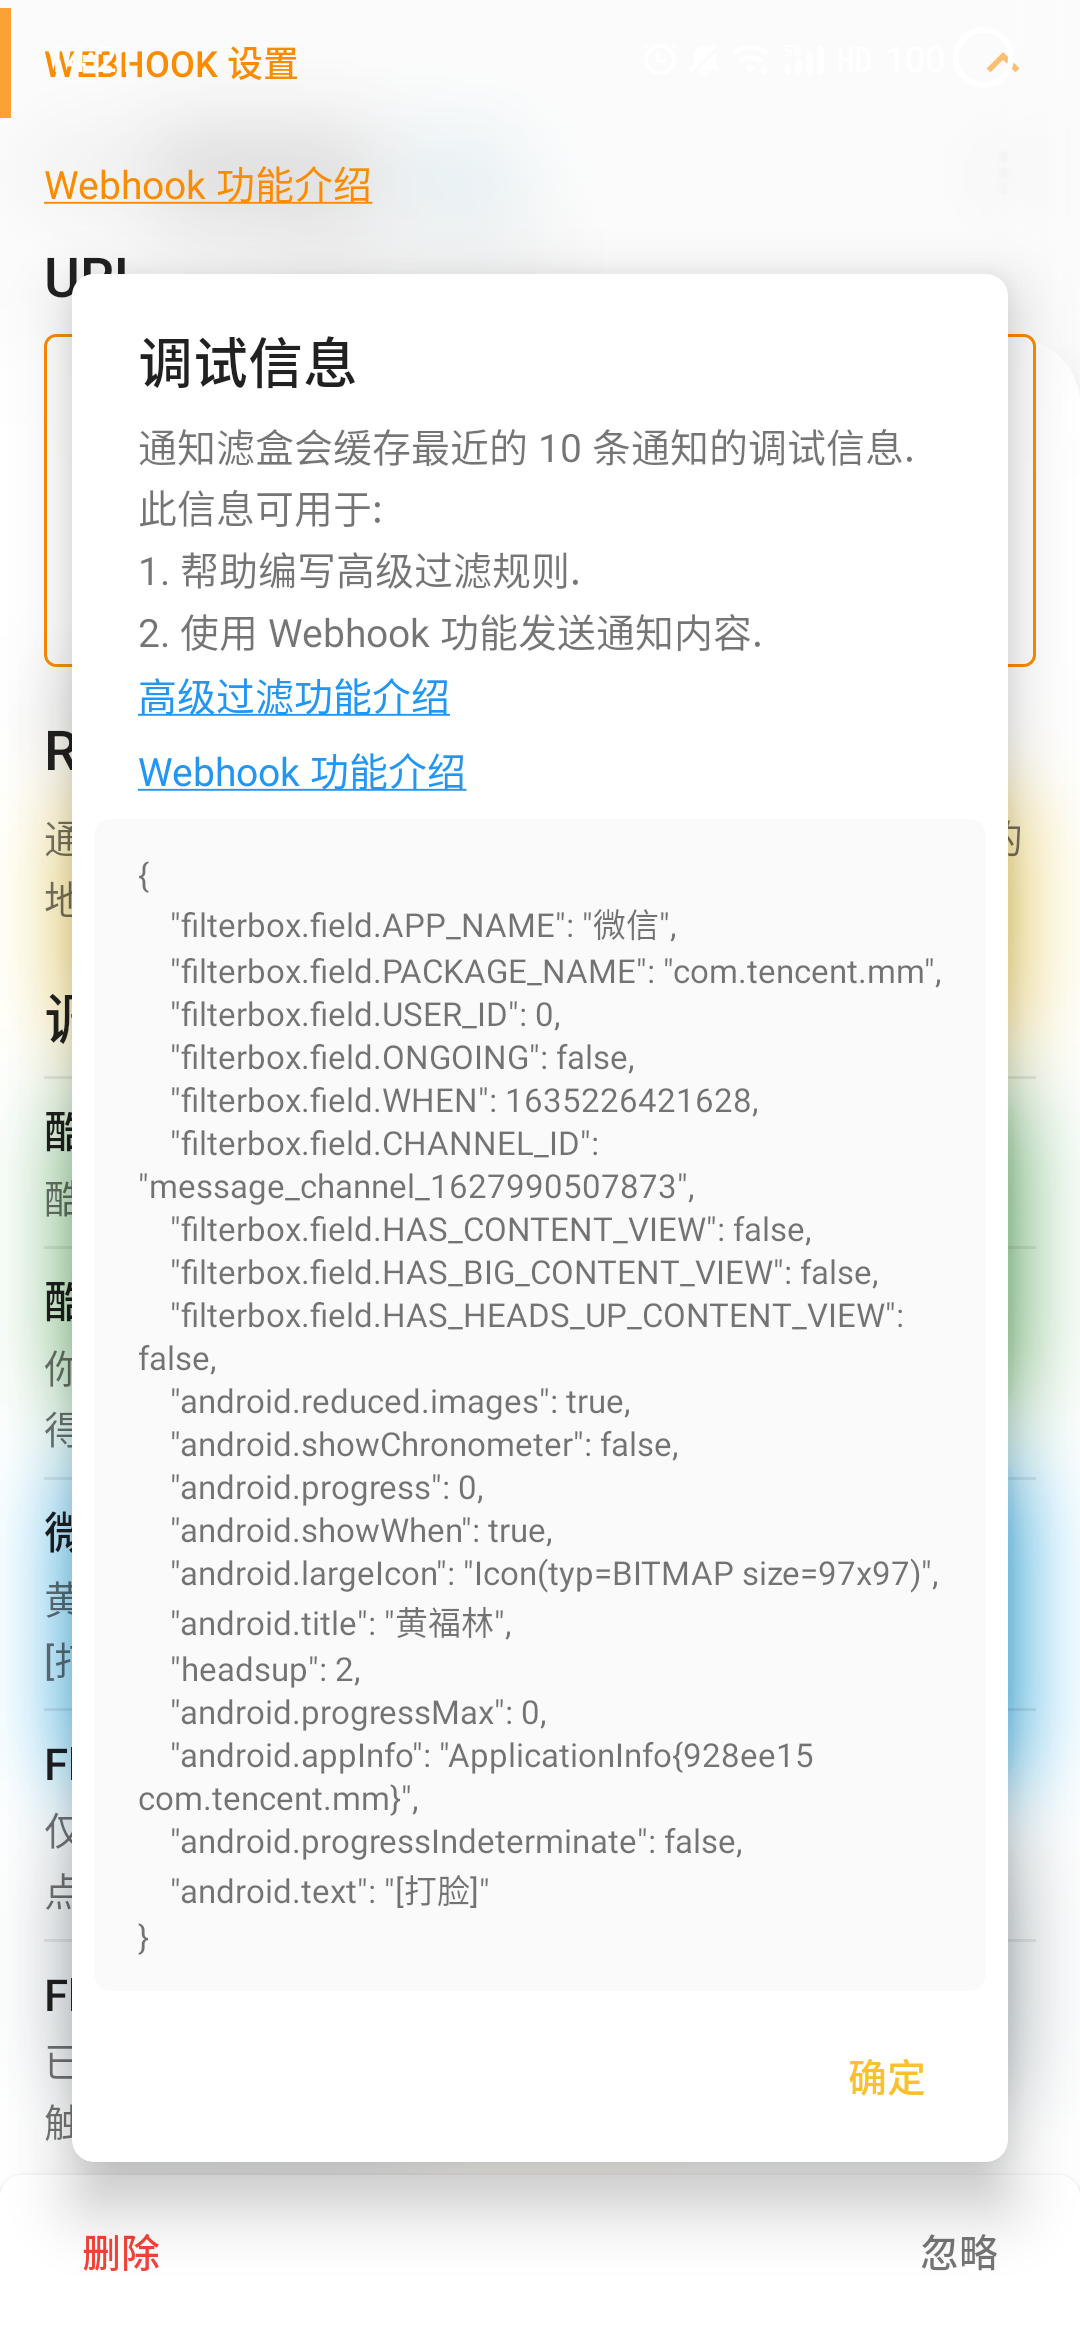 WEBHOOK 设置
HD 100
Webhook 功能介绍
URL
调试信息
通知滤盒会缓存最近的 10 条通知的调试信息.
此信息可用于:
1. 帮助编写高级过滤规则.
2. 使用 Webhook 功能发送通知内容.
高级过滤功能介绍
Webhook 功能介绍
{
"filterbox.field.APP_NAME": "微信",
"filterbox.field.PACKAGE_NAME": "com.tencent.mm",
"filterbox.field.USER_ID": 0,
"filterbox.field.ONGOING": false,
"filterbox.field.WHEN": 1635226421628,
"filterbox.field.CHANNEL_ID":
"message_channel_1627990507873",
"filterbox.field.HAS_CONTENT_VIEW": false,
"filterbox.field.HAS_BIG_CONTENT_VIEW": false,
"filterbox.field.HAS_HEADS_UP_CONTENT_VIEW":
false,
"android.reduced.images": true,
"android.showChronometer": false,
"android.progress": 0,
"android.showWhen": true,
"android.largeIcon": "Icon(typ=BITMAP size=97x97)",
"android.title": "黄福林",
"headsup": 2,
"android.progressMax": 0,
"android.appInfo": "ApplicationInfo{928ee15
com.tencent.mm}",
"android.progressIndeterminate": false,
"android.text": "[打脸]"
}
确定
删除
忽略